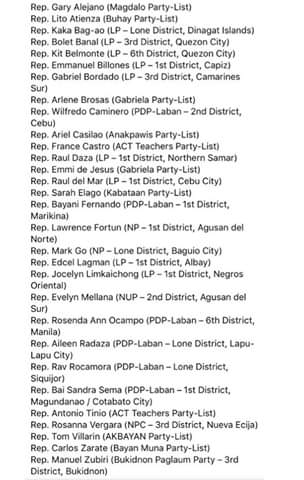 Rep. Gary Alejano (Magdalo Party-List)
Rep. Lito Atienza (Buhay Party-List)
Rep. Kaka Bag-ao (LP – Lone District, Dinagat Islands)
Rep. Bolet Banal (LP – 3rd District, Quezon City)
Rep. Kit Belmonte (LP – 6th District, Quezon City)
Rep. Emmanuel Billones (LP – 1st District, Capiz)
Rep. Gabriel Bordado (LP – 3rd District, Camarines
Sur)
Rep. Arlene Brosas (Gabriela Party-List)
Rep. Wilfredo Caminero (PDP-Laban – 2nd District,
Cebu)
Rep. Ariel Casilao (Anakpawis Party-List)
Rep. France Castro (ACT Teachers Party-List)
Rep. Raul Daza (LP – 1st District, Northern Samar)
Rep. Emmi de Jesus (Gabriela Party-List)
Rep. Raul del Mar (LP – 1st District, Cebu City)
Rep. Sarah Elago (Kabataan Party-List)
Rep. Bayani Fernando (PDP-Laban – 1st District,
Marikina)
Rep. Lawrence Fortun (NP – 1st District, Agusan del
Norte)
Rep. Mark Go (NP – Lone District, Baguio City)
Rep. Edcel Lagman (LP – 1st District, Albay)
Rep. Jocelyn Limkaichong (LP – 1st District, Negros
Oriental)
Rep. Evelyn Mellana (NUP – 2nd District, Agusan del
Sur)
Rep. Rosenda Ann Ocampo (PDP-Laban – 6th District,
Manila)
Rep. Aileen Radaza (PDP-Laban – Lone District, Lapu-
Lapu City)
Rep. Rav Rocamora (PDP-Laban – Lone District,
Siquijor)
Rep. Bai Sandra Sema (PDP-Laban – 1st District,
Magundanao / Cotabato City)
Rep. Antonio Tinio (ACT Teachers Party-List)
Rep. Rosanna Vergara (NPC – 3rd District, Nueva Ecija)
Rep. Tom Villarin (AKBAYAN Party-List)
Rep. Carlos Zarate (Bayan Muna Party-List)
Rep. Manuel Zubiri (Bukidnon Paglaum Party – 3rd
District, Bukidnon)